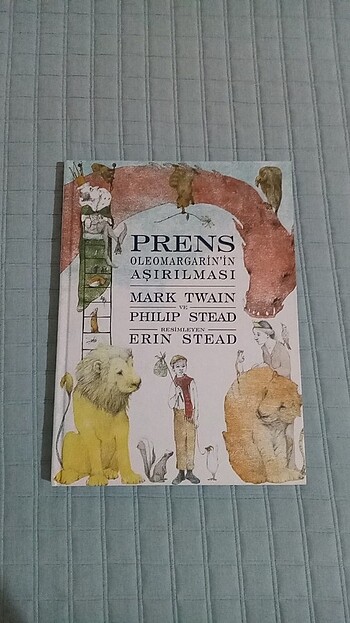 PRENS
OLEOMARGARİN'İN
AŞIRILMASI
MARK TWAIN
VE
PHILIP STEAD
RESİMLEYEN
ERIN STEAD